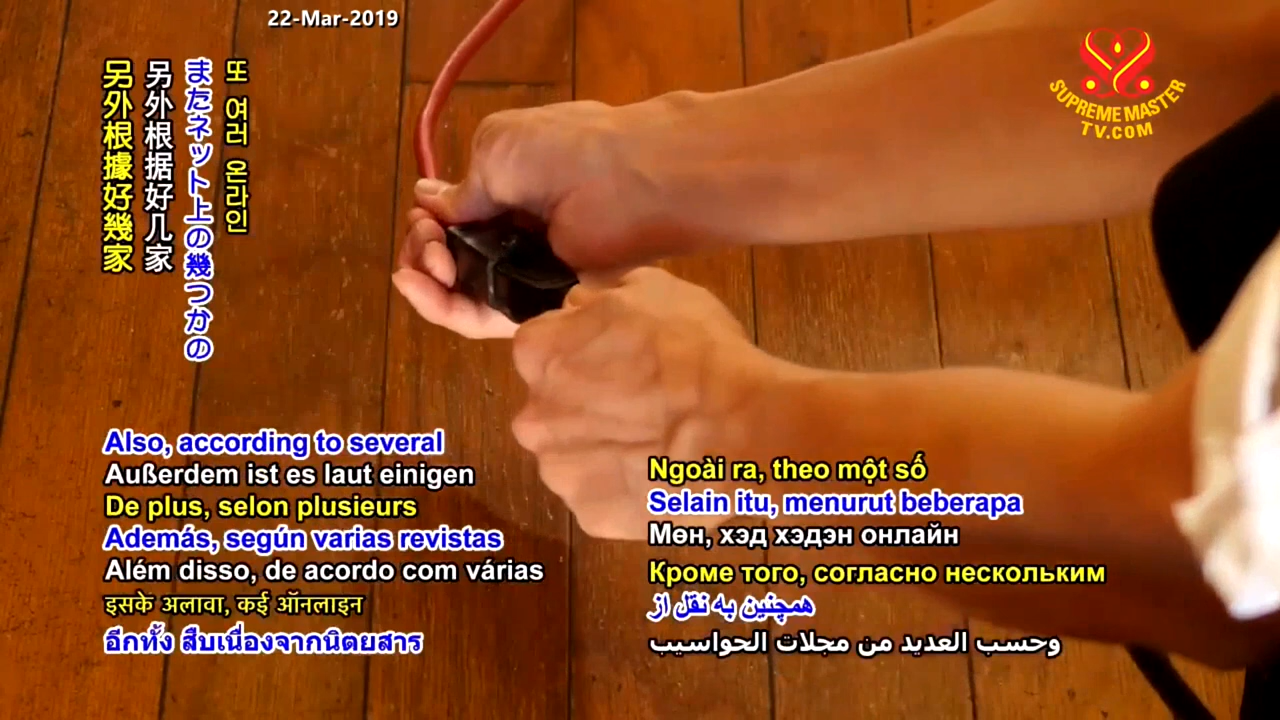 22-Mar-2019
SUPREME MASTER
TV.COM
또 여러 온라인
またネット上の幾つかの
另外根据好几家
另外根據好幾家
Also, according to several
Außerdem ist es laut einigen
De plus, selon plusieurs
Además, según varias revistas
Além disso, de acordo com várias
इसके अलावा, कई ऑनलाइन
อีกทั้ง สืบเนื่องจากนิตยสาร
Ngoài ra, theo một số
Selain itu, menurut beberapa
Мөн, хэд хэдэн онлайн
Кроме того, согласно нескольким
همچنین به نقل از
وحسب العديد من مجلات الحواسيب